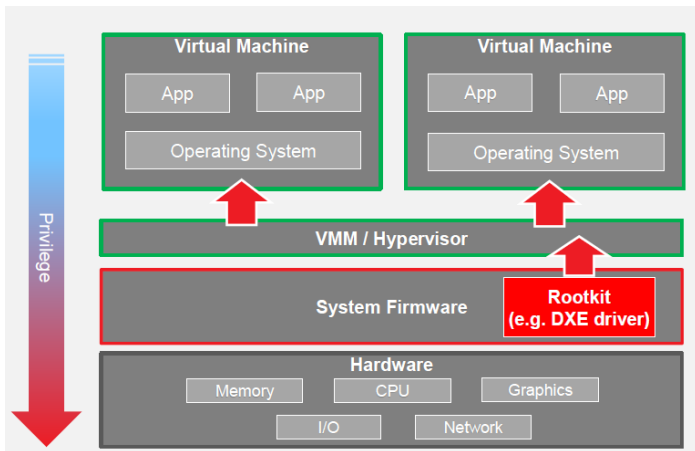 Privilege
Virtual Machine
App
App
Operating System
Virtual Machine
App
App
Operating System
VMM / Hypervisor
System Firmware
Rootkit
(e.g. DXE driver)
Hardware
Memory
CPU
Graphics
I/O
Network